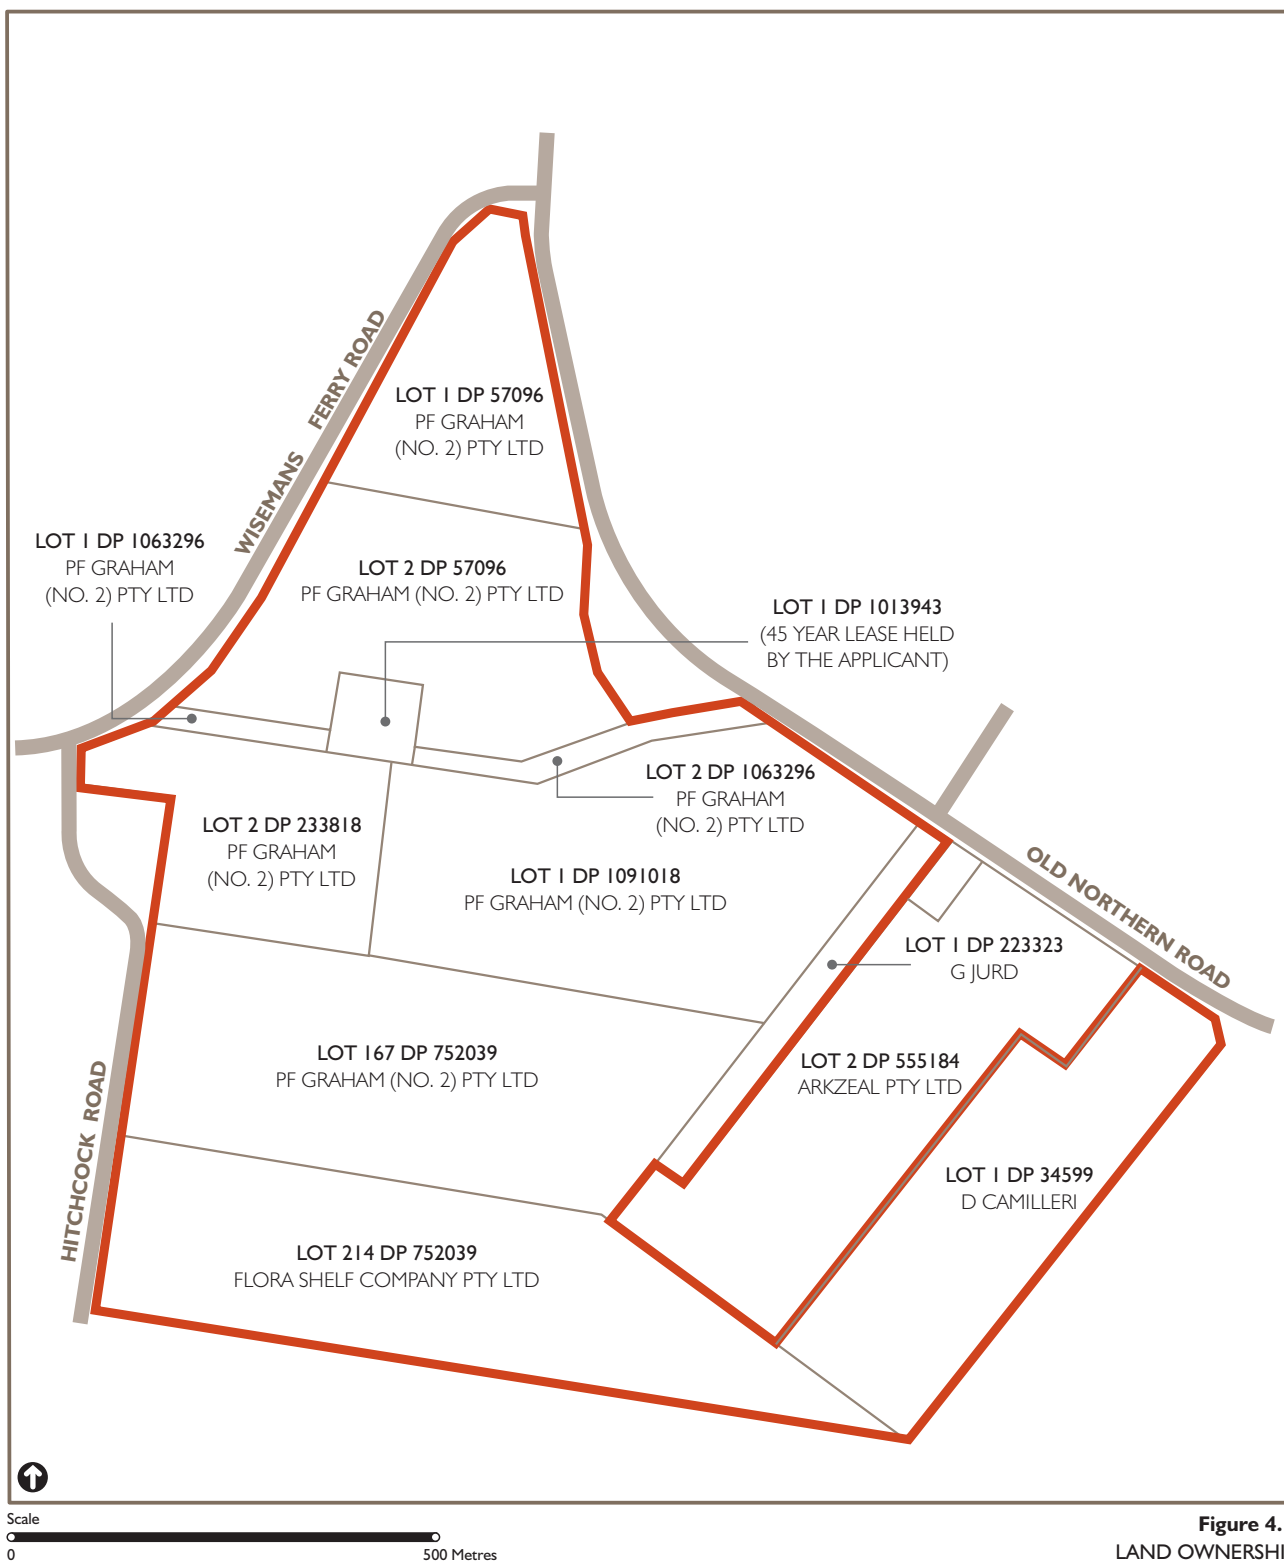 WISEMANS FERRY ROAD
LOT 1 DP 57096
PF GRAHAM
(NO. 2) PTY LTD
LOT 1 DP 1063296
PF GRAHAM
(NO. 2) PTY LTD
LOT 2 DP 57096
PF GRAHAM (NO. 2) PTY LTD
LOT 1 DP 1013943
(45 YEAR LEASE HELD
BY THE APPLICANT)
LOT 2 DP 1063296
PF GRAHAM
(NO. 2) PTY LTD
LOT 2 DP 233818
PF GRAHAM
(NO. 2) PTY LTD
LOT 1 DP 1091018
PF GRAHAM (NO. 2) PTY LTD
OLD NORTHERN ROAD
LOT 1 DP 223323
G JURD
LOT 167 DP 752039
PF GRAHAM (NO. 2) PTY LTD
LOT 2 DP 555184
ARKZEAL PTY LTD
HITCHCOCK ROAD
LOT 1 DP 34599
D CAMILLERI
LOT 214 DP 752039
FLORA SHELF COMPANY PTY LTD
Scale
0 500 Metres
Figure 4.
LAND OWNERSHI